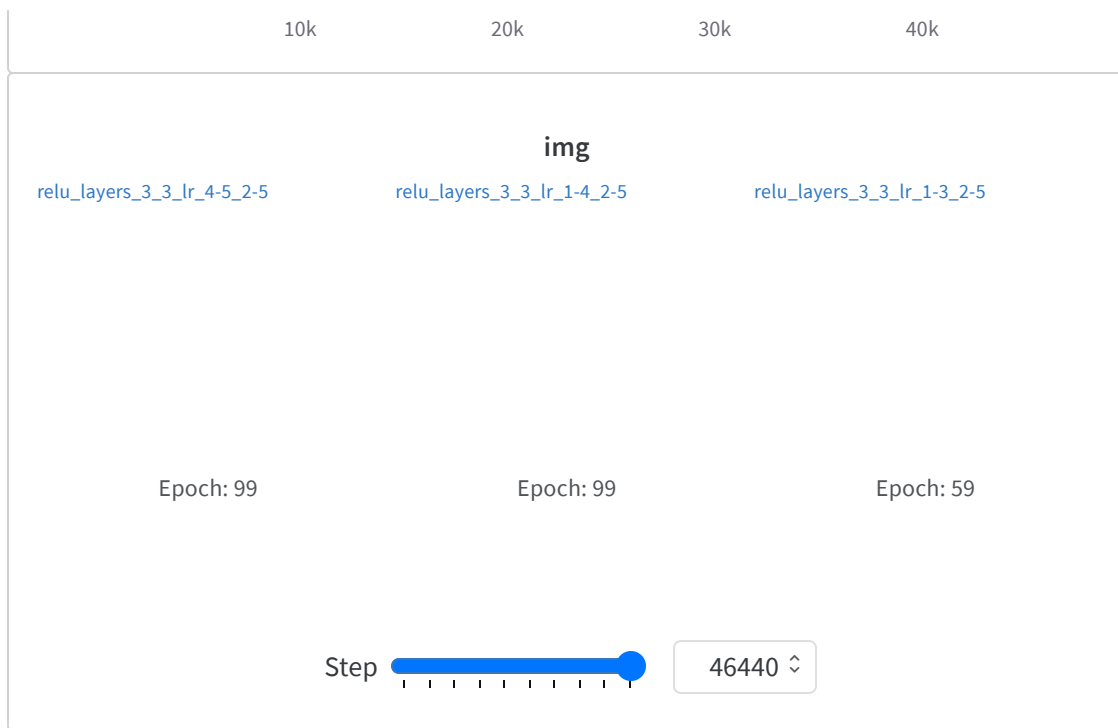 10k 20k 30k 40k
img
relu_layers_3_3_lr_4-5_2-5 relu_layers_3_3_lr_1-4_2-5 relu_layers_3_3_lr_1-3_2-5
Epoch: 99 Epoch: 99 Epoch: 59
Step 46440